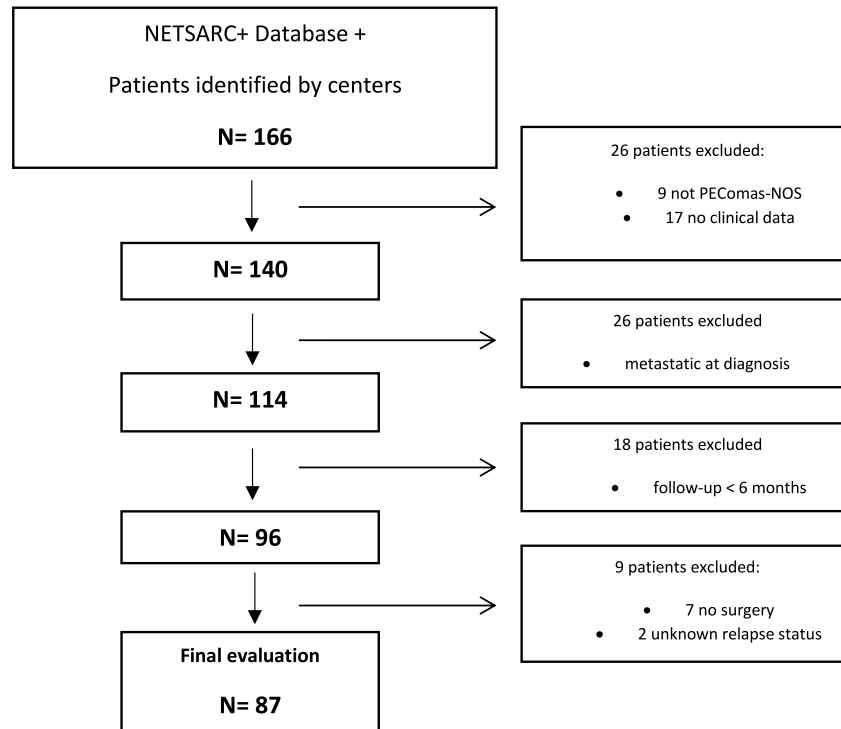 NETSARC+ Database +
Patients identified by centers
N= 166
26 patients excluded:
• 9 not PEComas-NOS
• 17 no clinical data
N= 140
26 patients excluded
• metastatic at diagnosis
N= 114
18 patients excluded
• follow-up < 6 months
N= 96
9 patients excluded:
• 7 no surgery
• 2 unknown relapse status
Final evaluation
N= 87